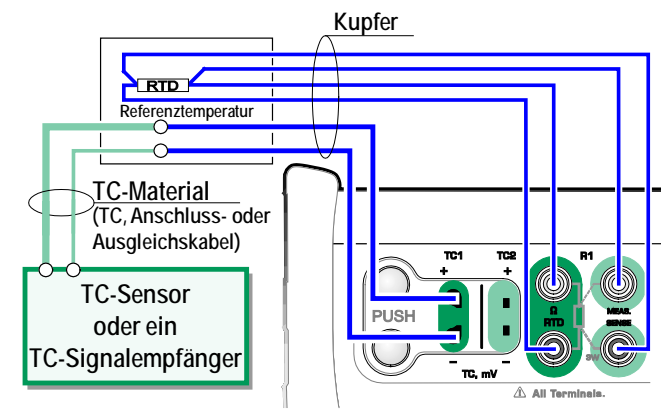 Kupfer
RTD
Referenztemperatur
TC-Material
(TC, Anschluss- oder
Ausgleichskabel)
TC-Sensor
oder ein
TC-Signalempfänger
PUSH
TC1
TC2
+
+
–
–
TC, mV
R1
Ω
RTD
MEAS.
SENSE
3W
⚠ All Terminals.